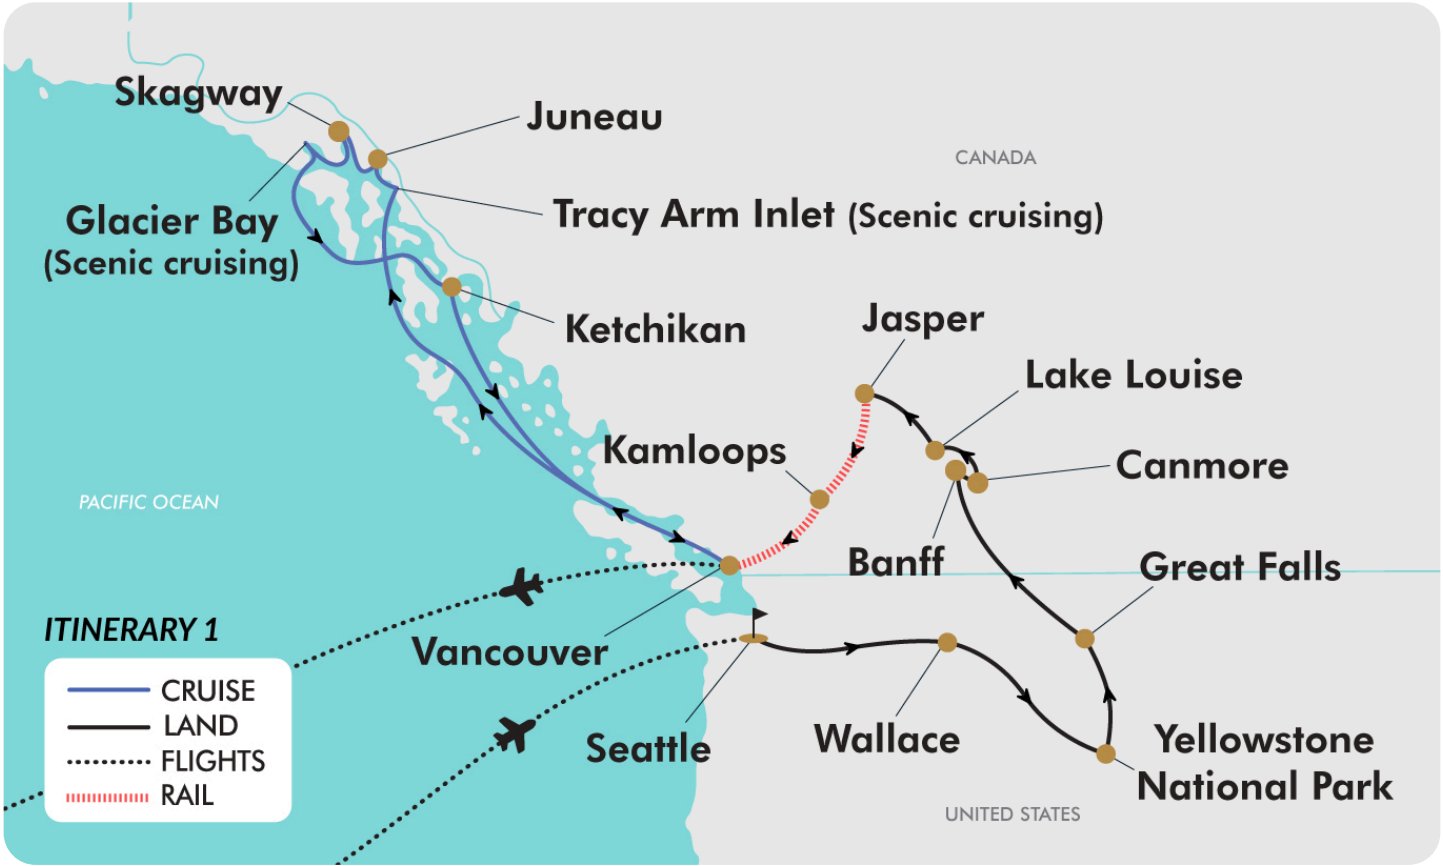 Skagway
Juneau
CANADA
Glacier Bay
(Scenic cruising)
Tracy Arm Inlet (Scenic cruising)
Ketchikan
Jasper
Lake Louise
Kamloops
Canmore
PACIFIC OCEAN
Banff
Great Falls
ITINERARY 1
Vancouver
CRUISE
LAND
FLIGHTS
RAIL
Seattle
Wallace
Yellowstone
National Park
UNITED STATES